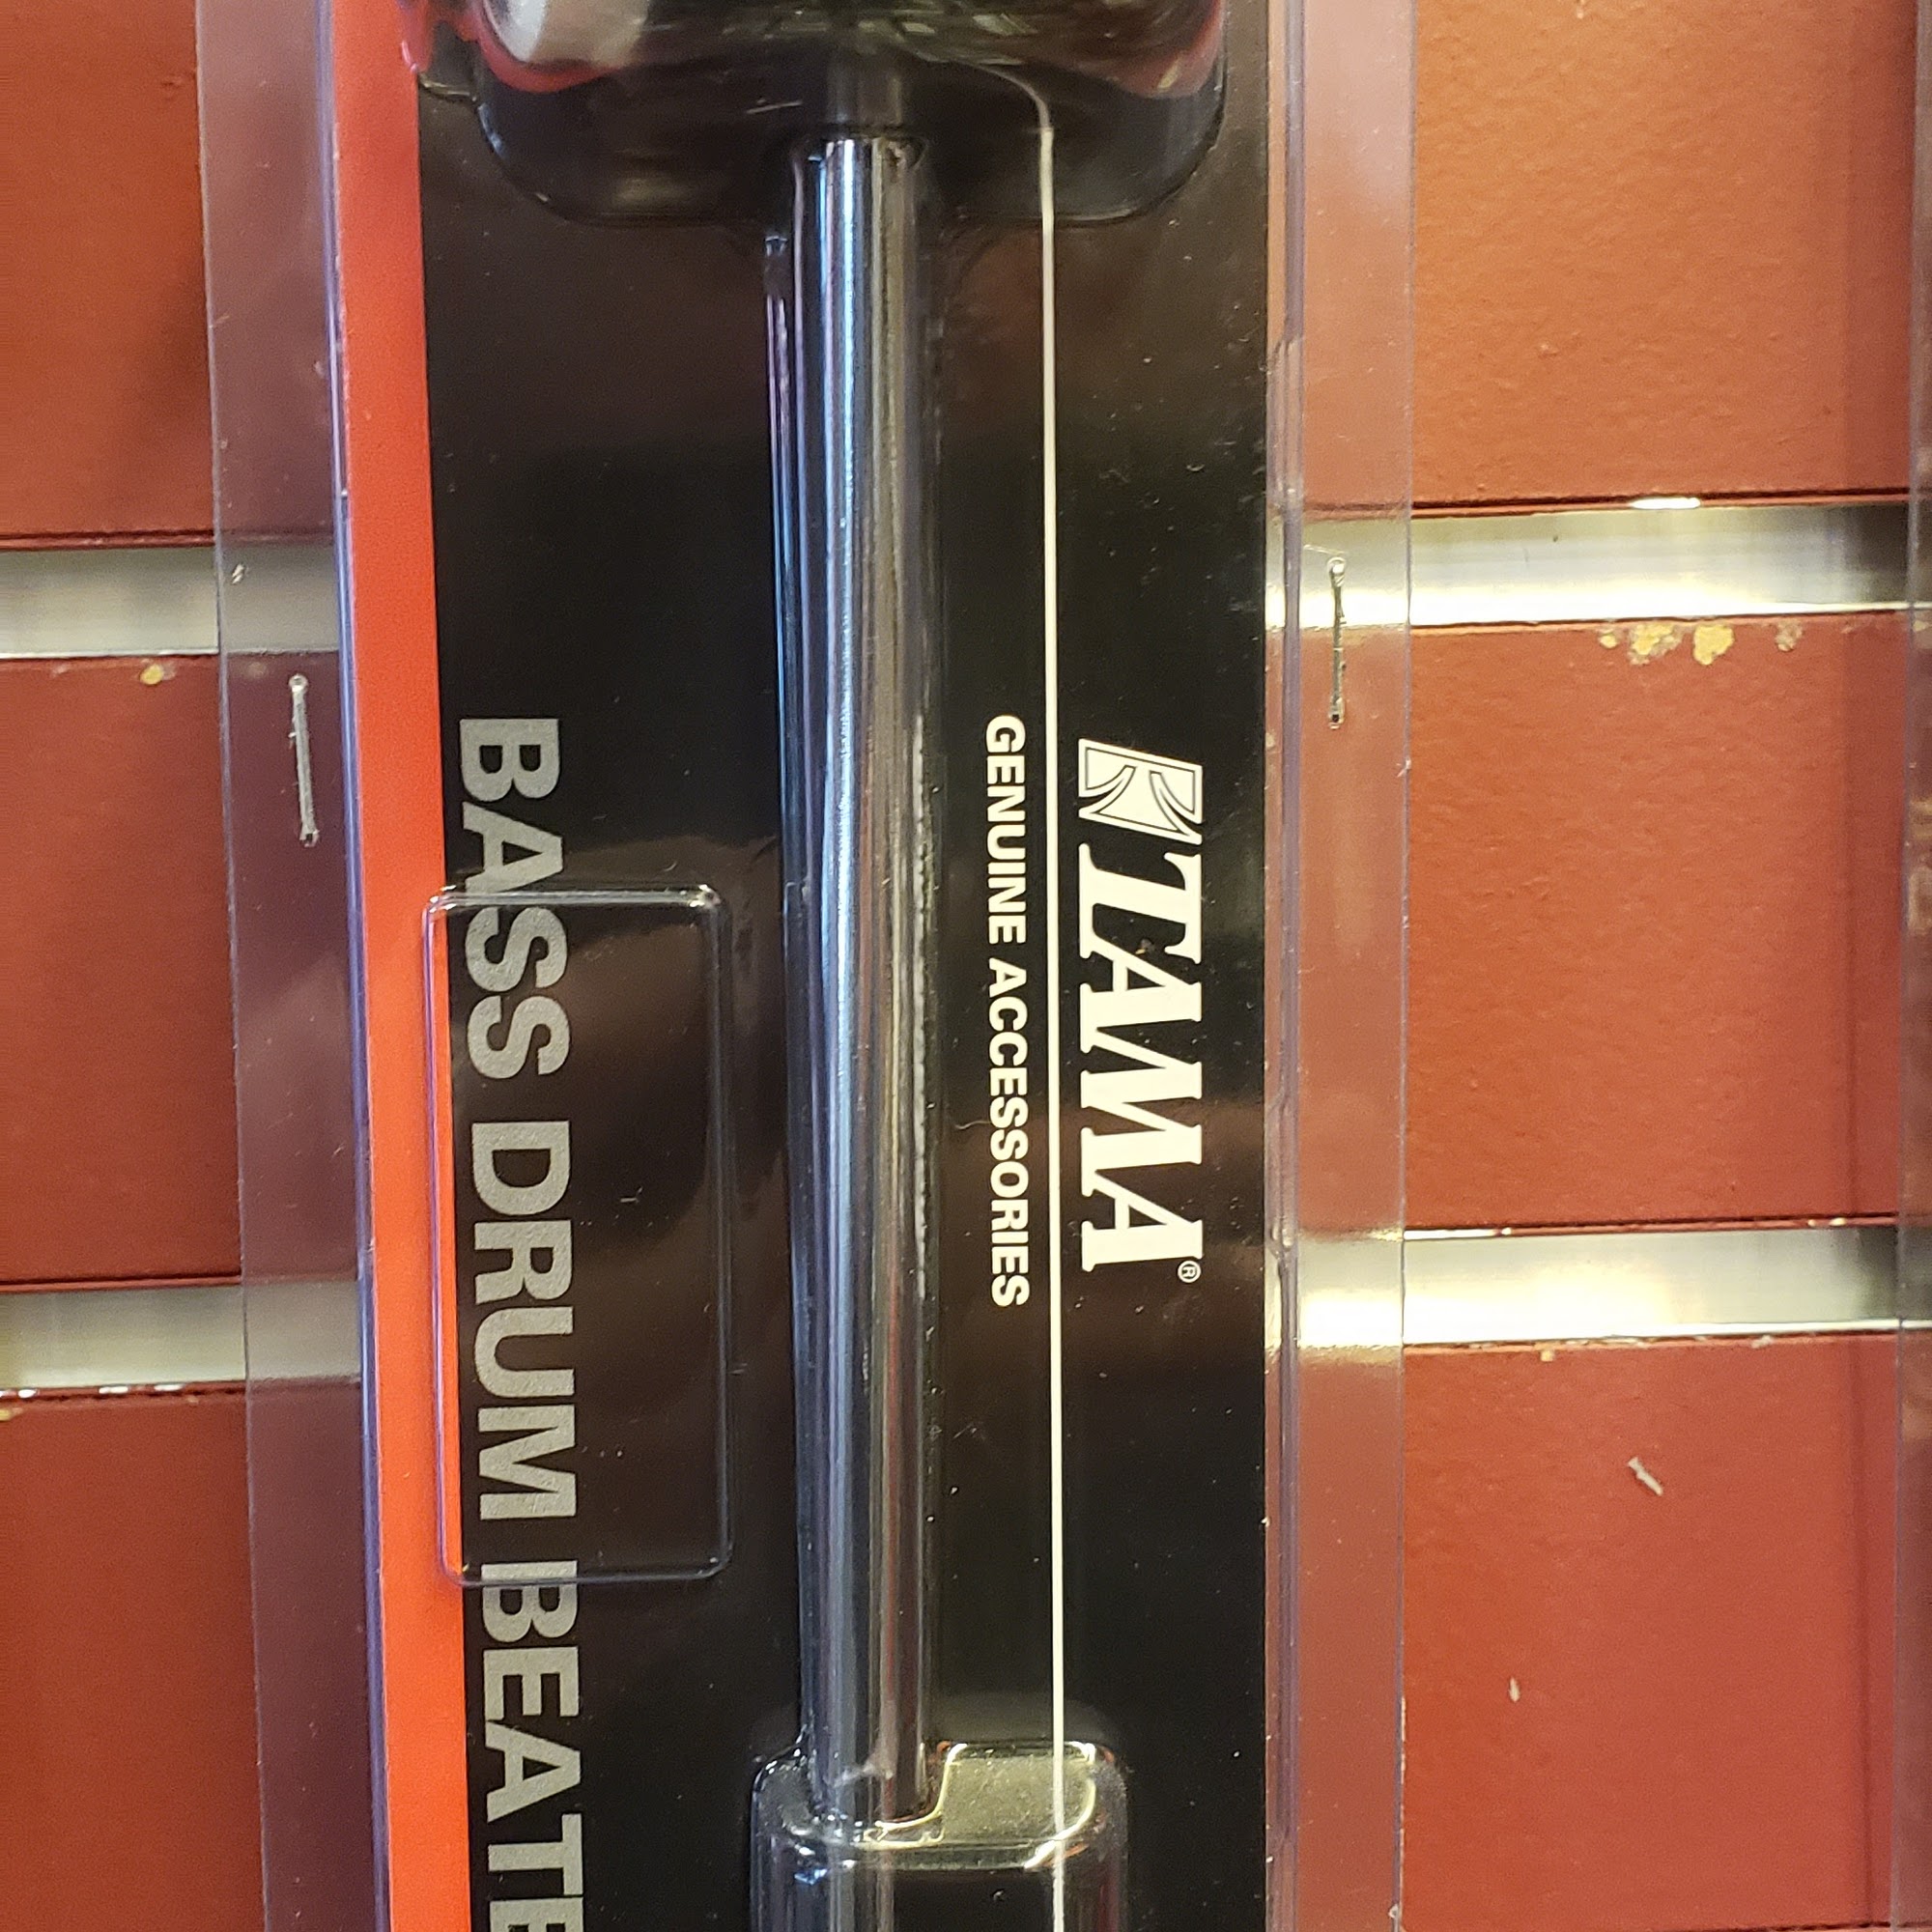 TAMA®
GENUINE ACCESSORIES
BASS DRUM BEATE